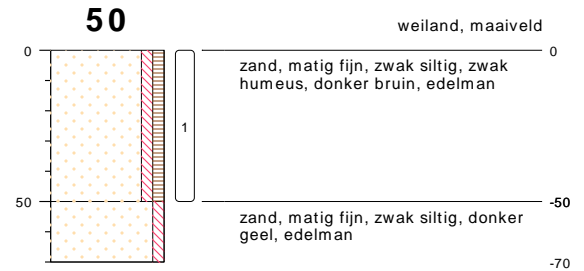 50
weiland, maaiveld
0
0
zand, matig fijn, zwak siltig, zwak
humeus, donker bruin, edelman
1
50
-50
zand, matig fijn, zwak siltig, donker
geel, edelman
-70